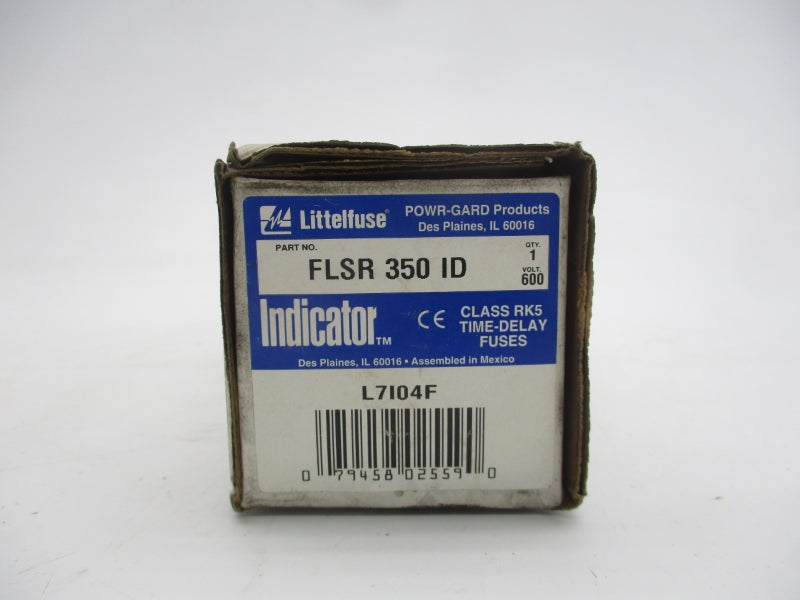 Littelfuse®
POWR-GARD Products
Des Plaines, IL 60016
PART NO.
FLSR 350 ID
QTY.
1
VOLT.
600
Indicator™
CE
CLASS RK5
TIME-DELAY
FUSES
Des Plaines, IL 60016 • Assembled in Mexico
L7I04F
0 79458 02559 0